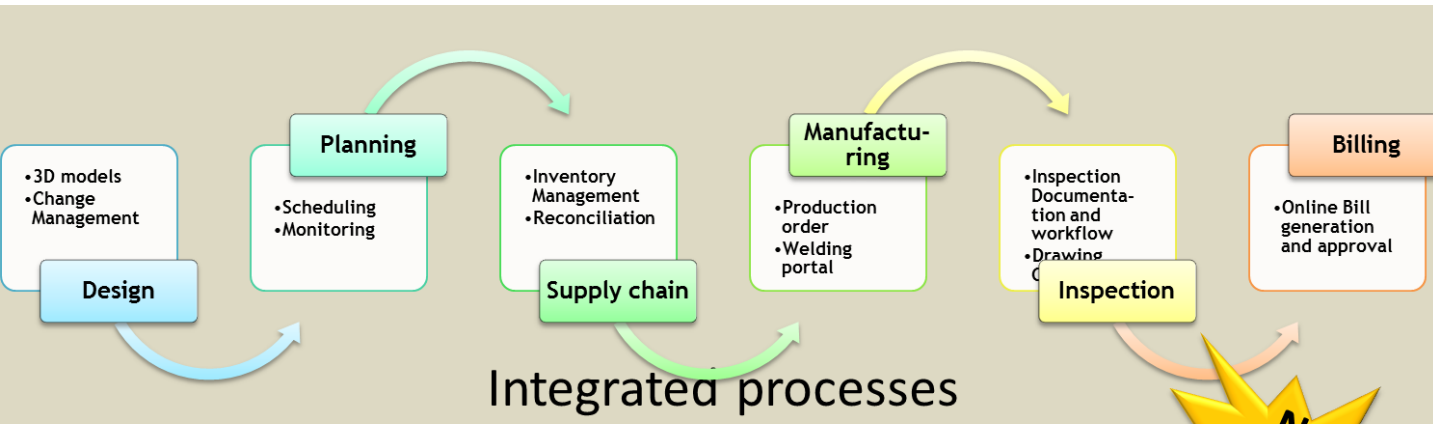 •3D models
•Change
Management
Design
Planning
•Scheduling
•Monitoring
•Inventory
Management
•Reconciliation
Supply chain
Manufactu-
ring
•Production
order
•Welding
portal
•Inspection
Documenta-
tion and
workflow
•Drawing
Inspection
Billing
•Online Bill
generation
and approval
Integrated processes